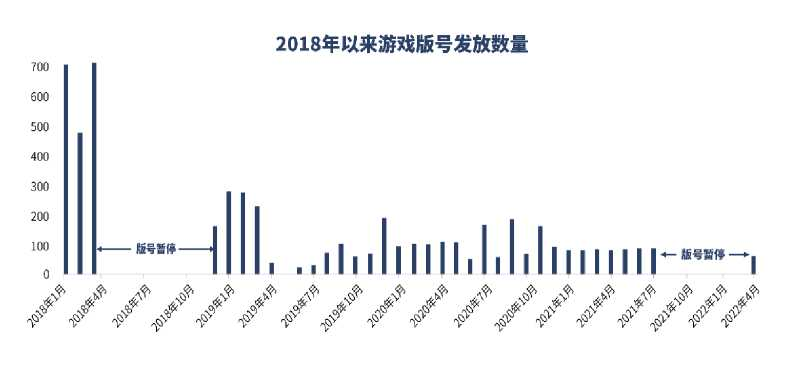 2018年以来游戏版号发放数量
700
600
500
400
300
200
100
0
版号暂停
版号暂停
2018年1月
2018年4月
2018年7月
2018年10月
2019年1月
2019年4月
2019年7月
2019年10月
2020年1月
2020年4月
2020年7月
2020年10月
2021年1月
2021年4月
2021年7月
2021年10月
2022年1月
2022年4月